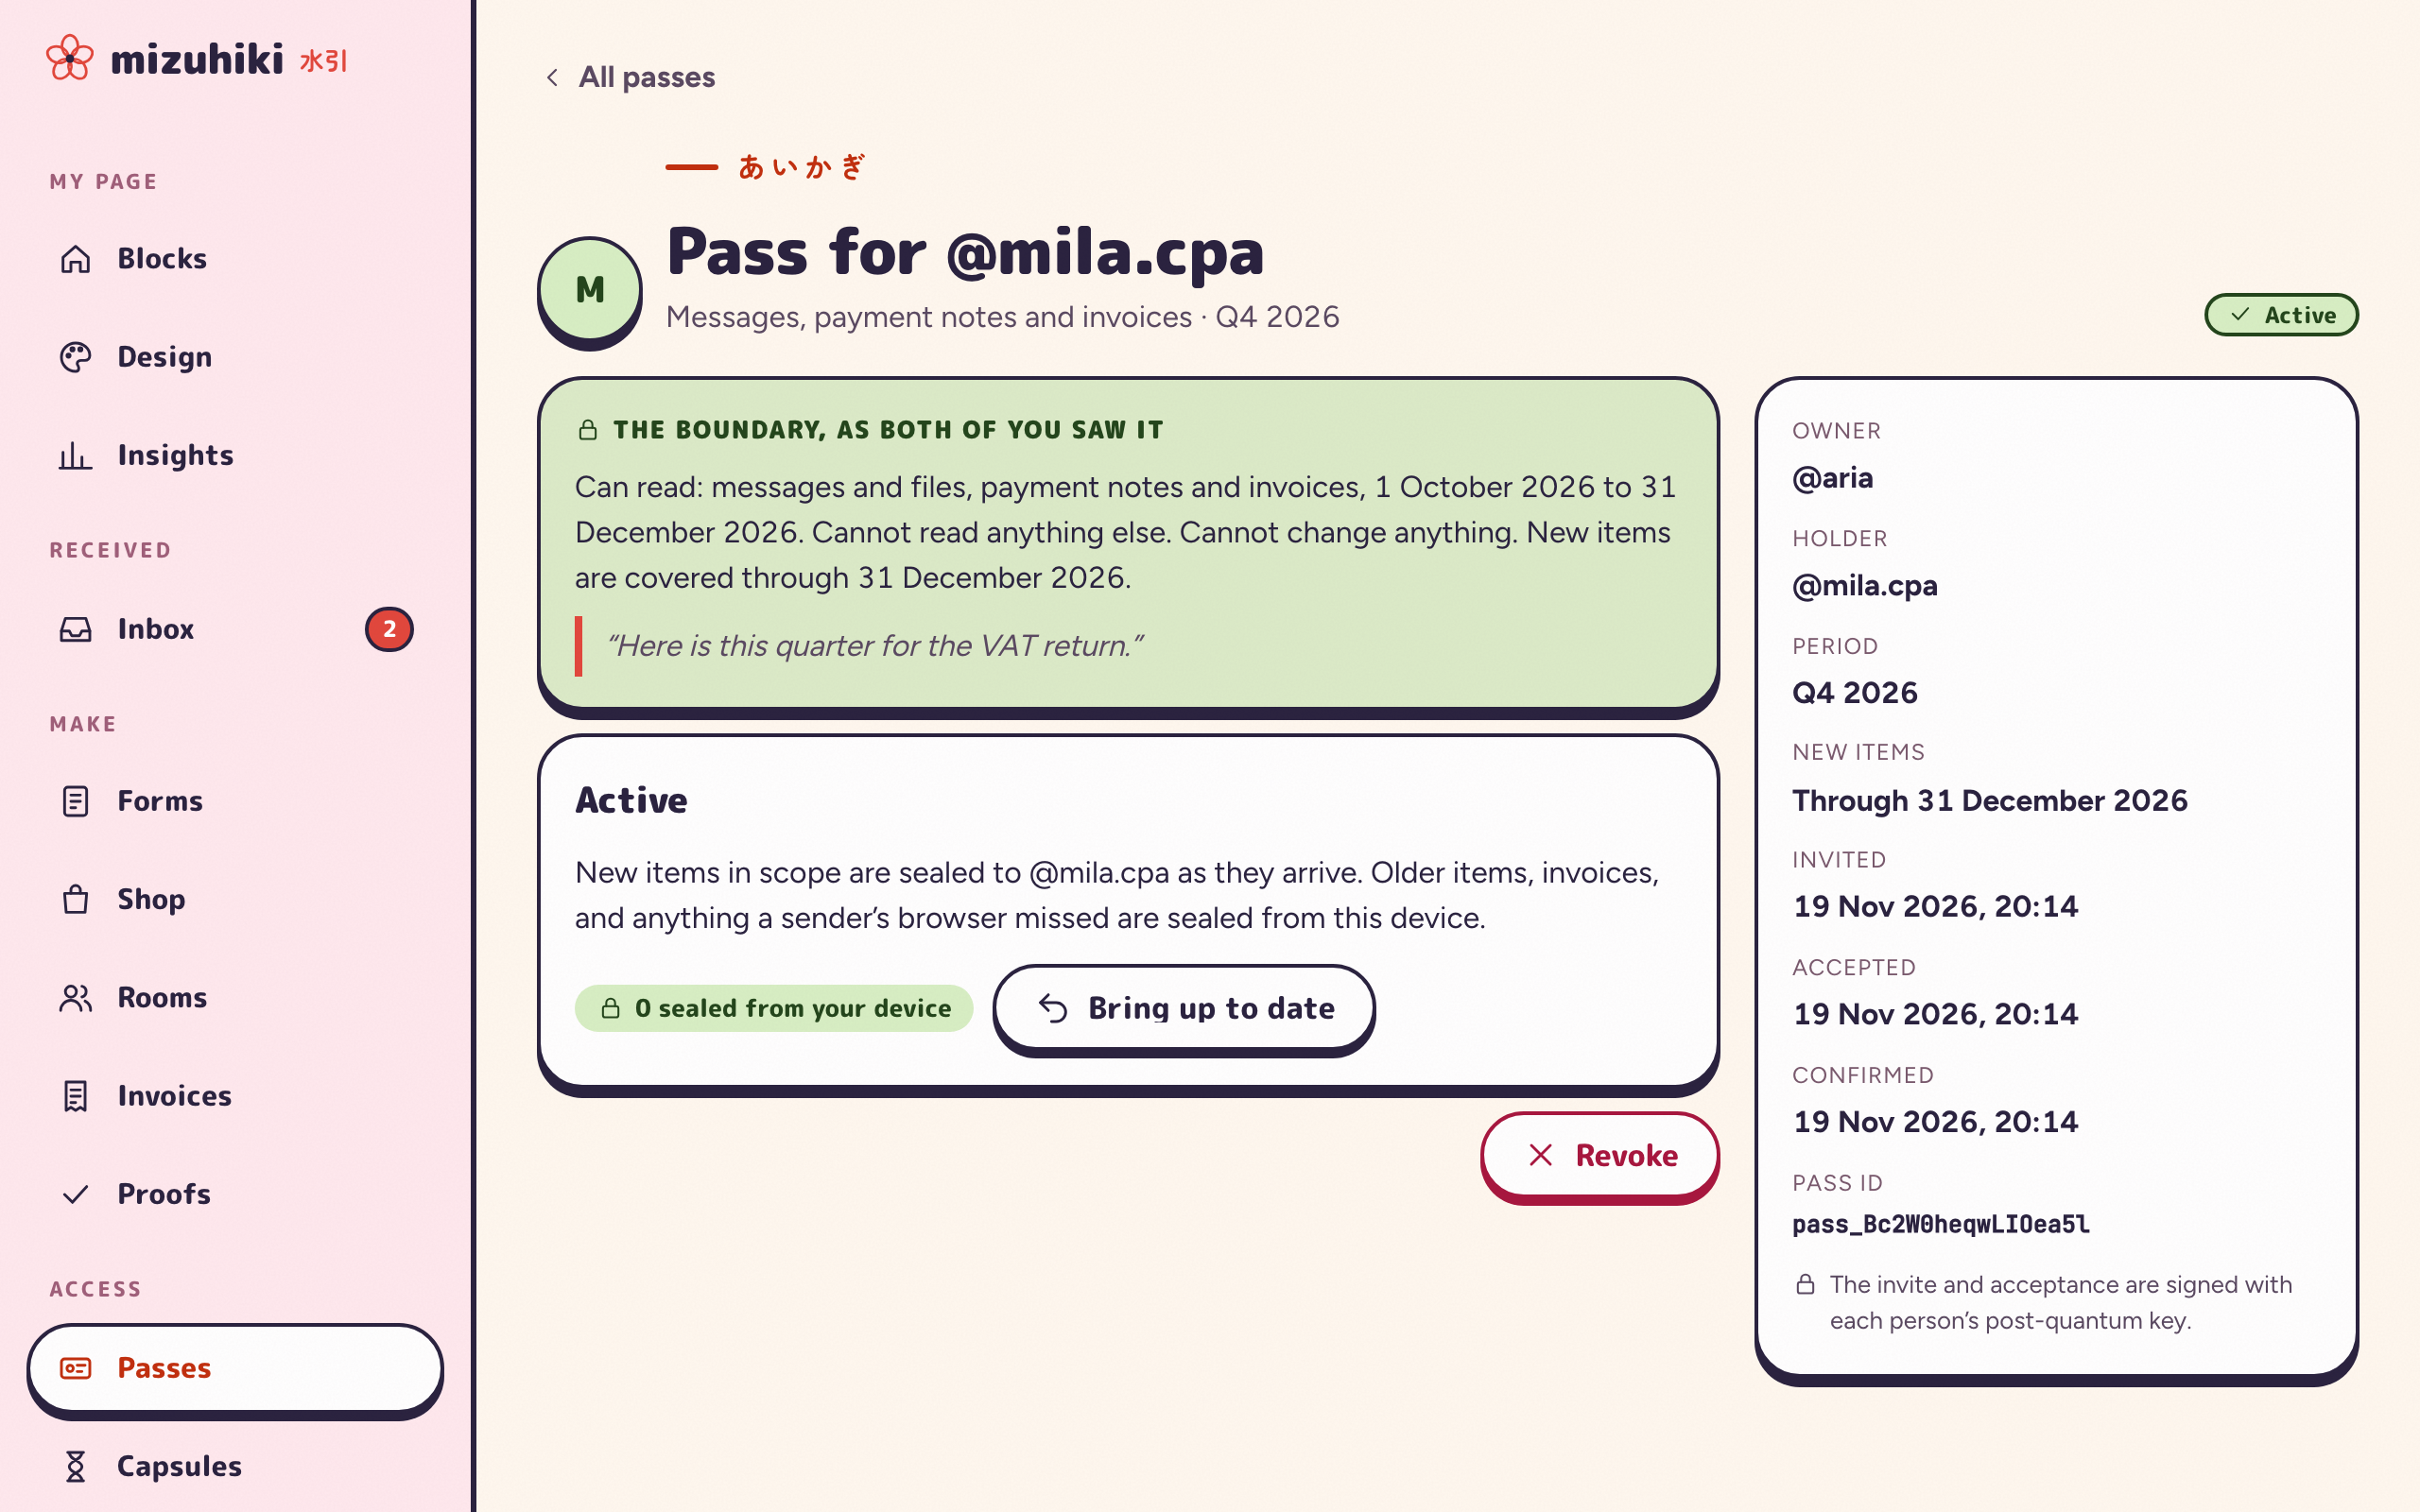 mizuhiki 水引
MY PAGE
Blocks
Design
Insights
RECEIVED
Inbox
2
MAKE
Forms
Shop
Rooms
Invoices
Proofs
ACCESS
Passes
Capsules
All passes
あいかぎ
M
Pass for @mila.cpa
Messages, payment notes and invoices · Q4 2026
Active
THE BOUNDARY, AS BOTH OF YOU SAW IT
Can read: messages and files, payment notes and invoices, 1 October 2026 to 31
December 2026. Cannot read anything else. Cannot change anything. New items
are covered through 31 December 2026.
“Here is this quarter for the VAT return.”
Active
New items in scope are sealed to @mila.cpa as they arrive. Older items, invoices,
and anything a sender’s browser missed are sealed from this device.
0 sealed from your device
Bring up to date
Revoke
OWNER
@aria
HOLDER
@mila.cpa
PERIOD
Q4 2026
NEW ITEMS
Through 31 December 2026
INVITED
19 Nov 2026, 20:14
ACCEPTED
19 Nov 2026, 20:14
CONFIRMED
19 Nov 2026, 20:14
PASS ID
pass_Bc2W0heqwLIOea5l
The invite and acceptance are signed with
each person’s post-quantum key.